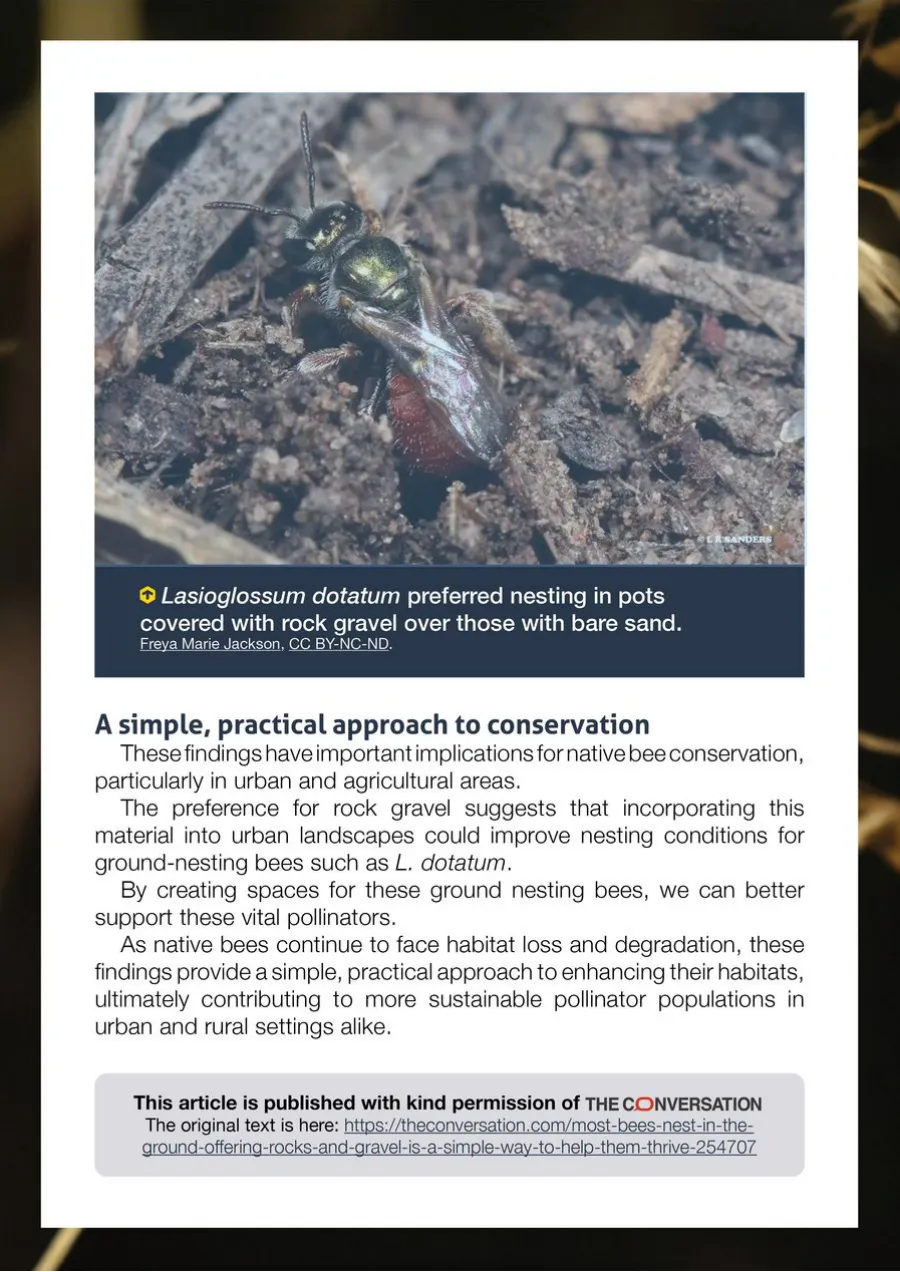 © L R SANDERS
Lasioglossum dotatum preferred nesting in pots
covered with rock gravel over those with bare sand.
Freya Marie Jackson, CC BY-NC-ND.
A simple, practical approach to conservation
These findings have important implications for native bee conservation,
particularly in urban and agricultural areas.
The preference for rock gravel suggests that incorporating this
material into urban landscapes could improve nesting conditions for
ground-nesting bees such as L. dotatum.
By creating spaces for these ground nesting bees, we can better
support these vital pollinators.
As native bees continue to face habitat loss and degradation, these
findings provide a simple, practical approach to enhancing their habitats,
ultimately contributing to more sustainable pollinator populations in
urban and rural settings alike.
This article is published with kind permission of THE CONVERSATION
The original text is here: https://theconversation.com/most-bees-nest-in-the-
ground-offering-rocks-and-gravel-is-a-simple-way-to-help-them-thrive-254707